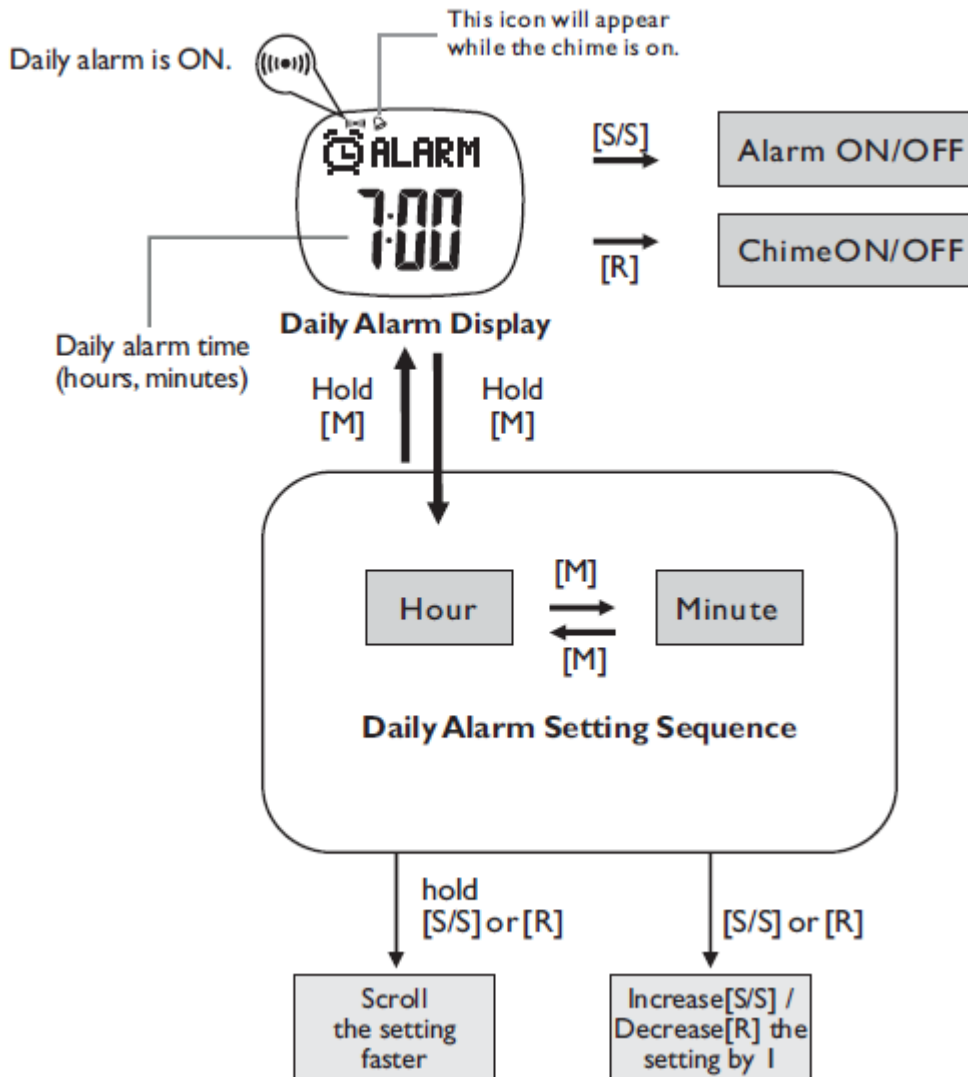 This icon will appear
while the chime is on.
Daily alarm is ON.
ALARM
7:00
[S/S]
Alarm ON/OFF
[R]
ChimeON/OFF
Daily Alarm Display
Daily alarm time
(hours, minutes)
Hold
[M]
Hold
[M]
Hour
[M]
[M]
Minute
Daily Alarm Setting Sequence
hold
[S/S] or [R]
[S/S] or [R]
Scroll
the setting
faster
Increase[S/S] /
Decrease[R] the
setting by 1